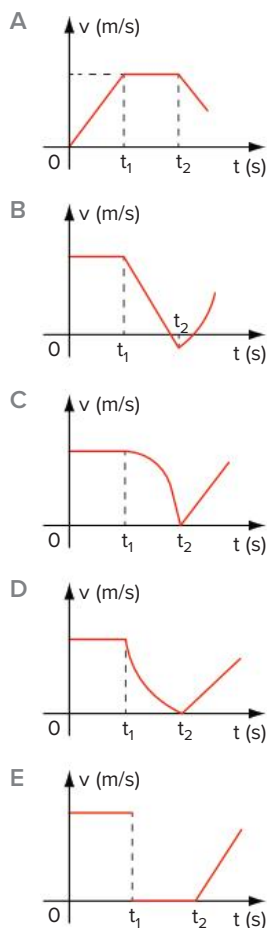 A
v (m/s)
0 t₁ t₂ t (s)
B
v (m/s)
t₂
0 t₁ t (s)
C
v (m/s)
0 t₁ t₂ t (s)
D
v (m/s)
0 t₁ t₂ t (s)
E
v (m/s)
0 t₁ t₂ t (s)